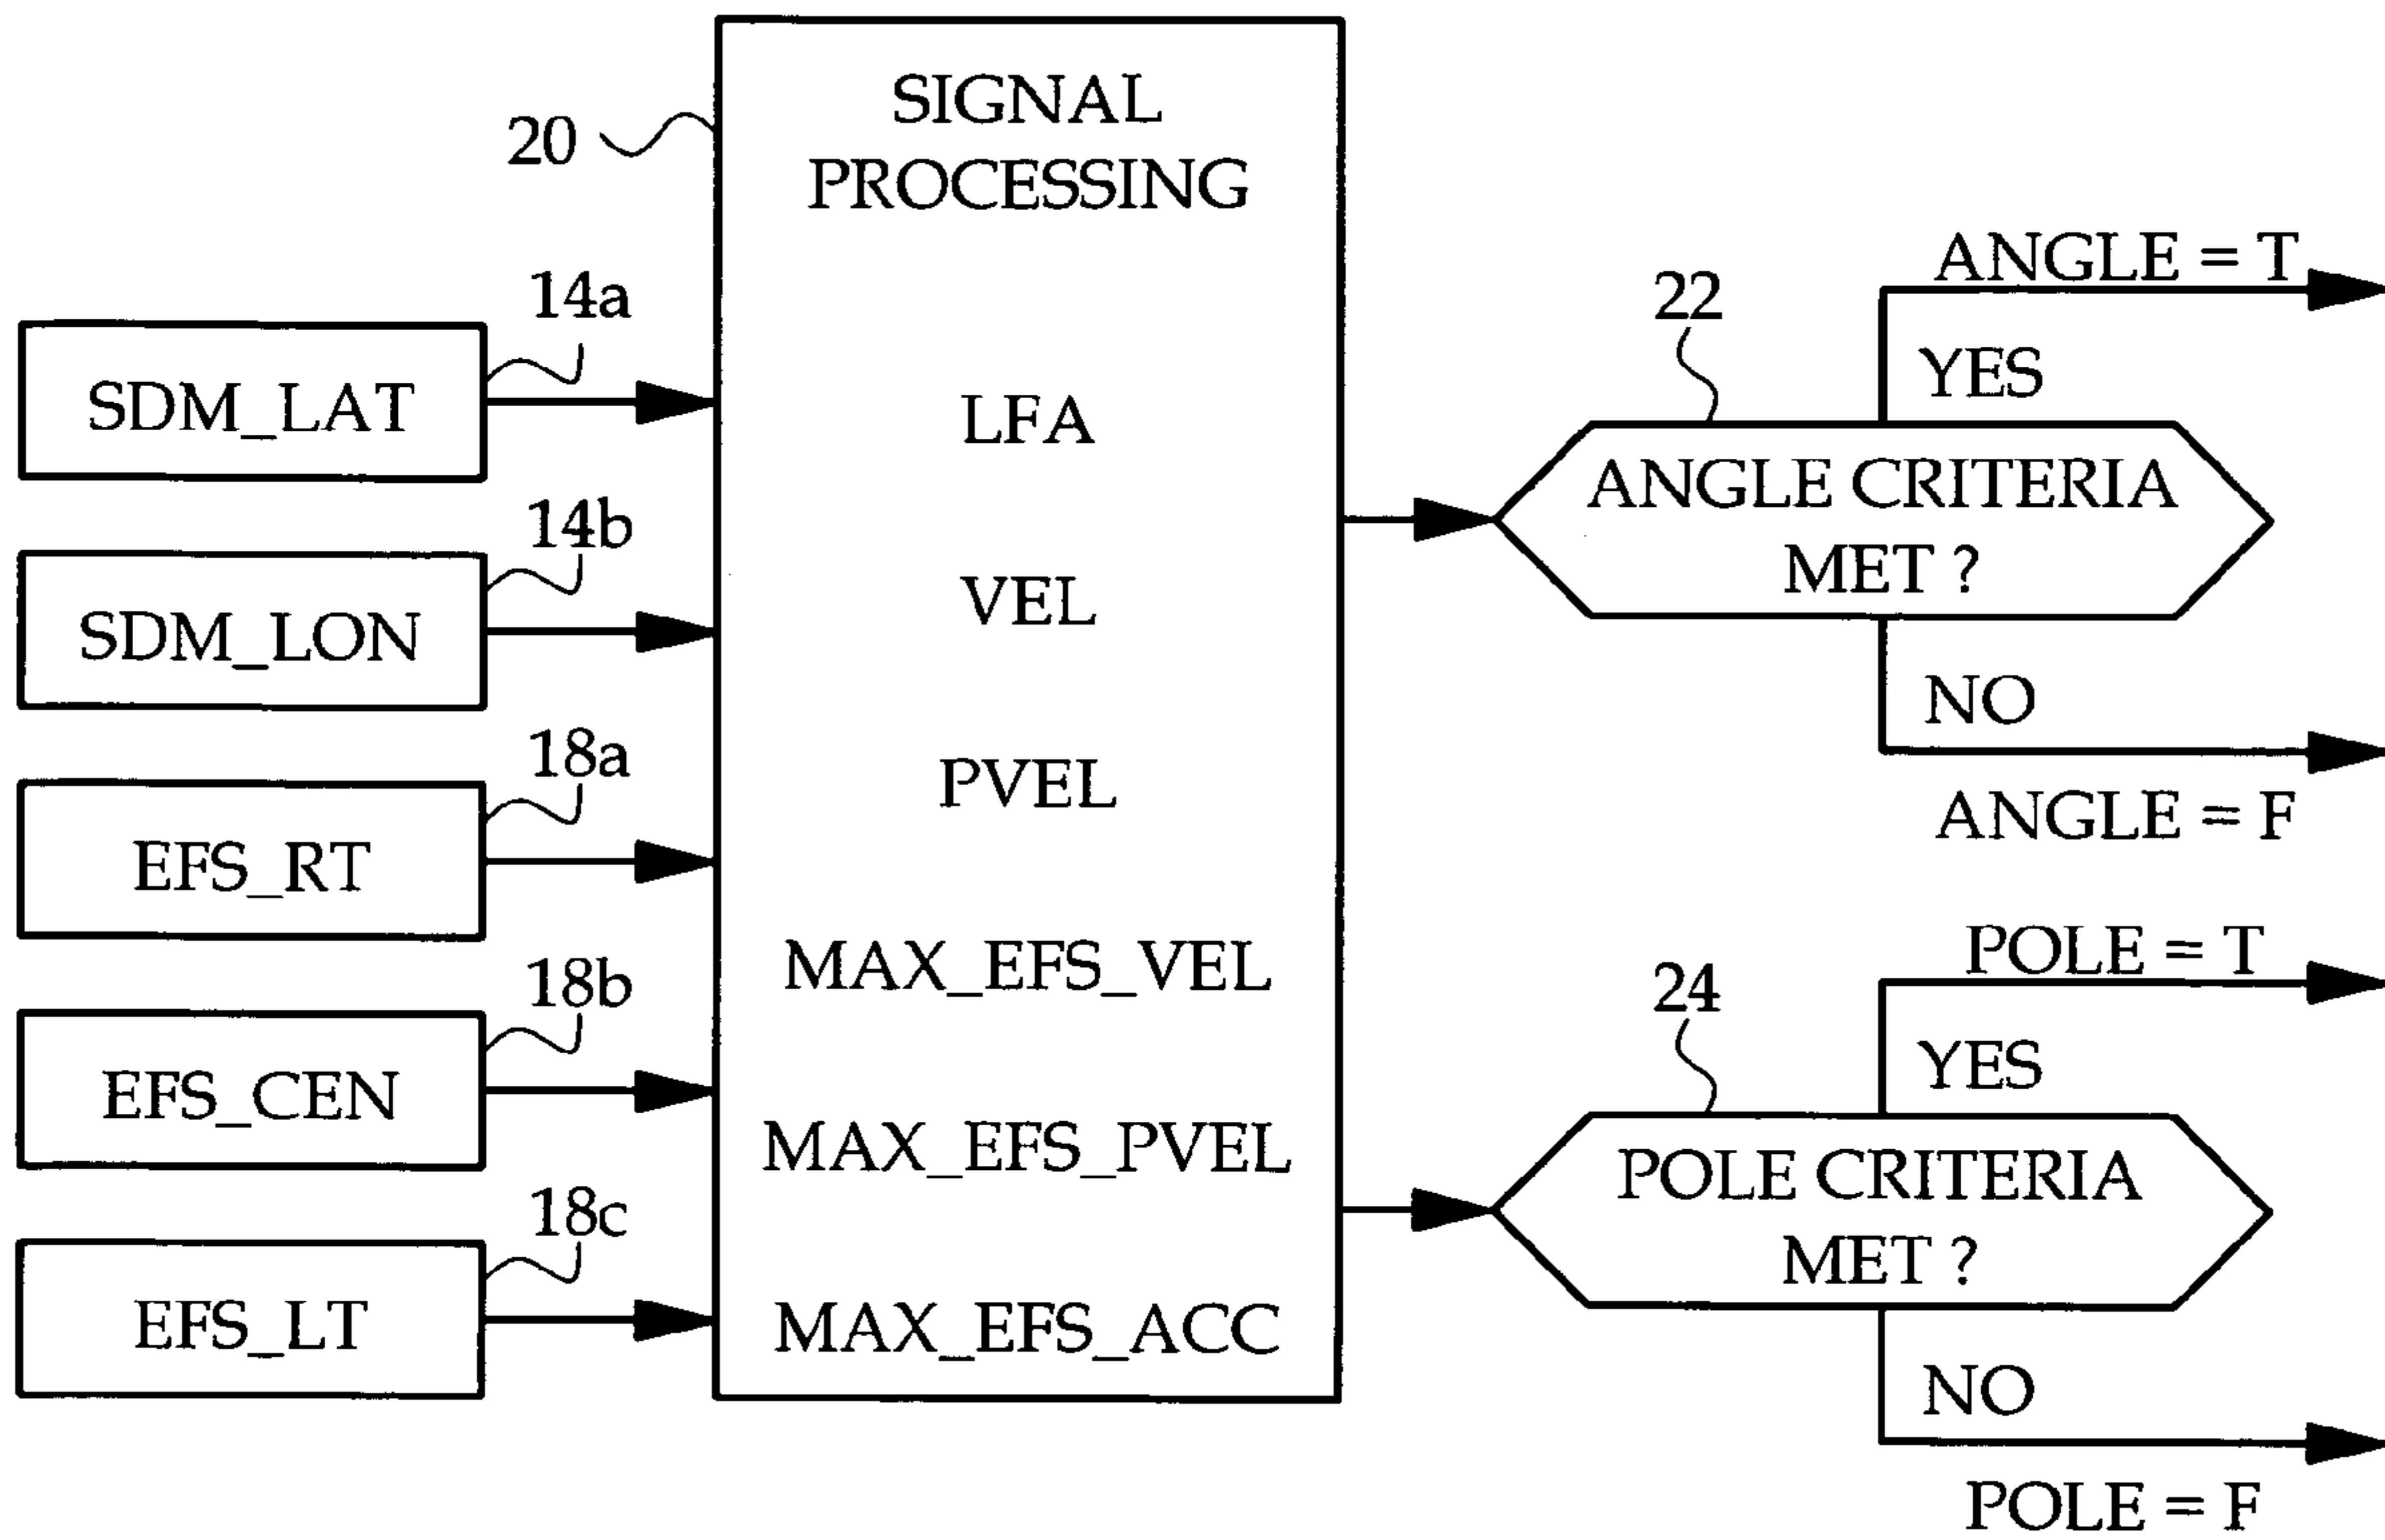 20
SIGNAL
PROCESSING
LFA
VEL
PVEL
MAX_EFS_VEL
MAX_EFS_PVEL
MAX_EFS_ACC
14a
SDM_LAT
14b
SDM_LON
18a
EFS_RT
18b
EFS_CEN
18c
EFS_LT
22
ANGLE = T
YES
ANGLE CRITERIA
MET ?
NO
ANGLE = F
24
POLE = T
YES
POLE CRITERIA
MET ?
NO
POLE = F